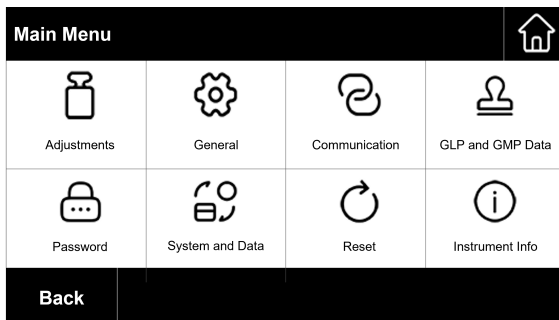 Main Menu
Adjustments
General
Communication
GLP and GMP Data
Password
System and Data
Reset
Instrument Info
Back